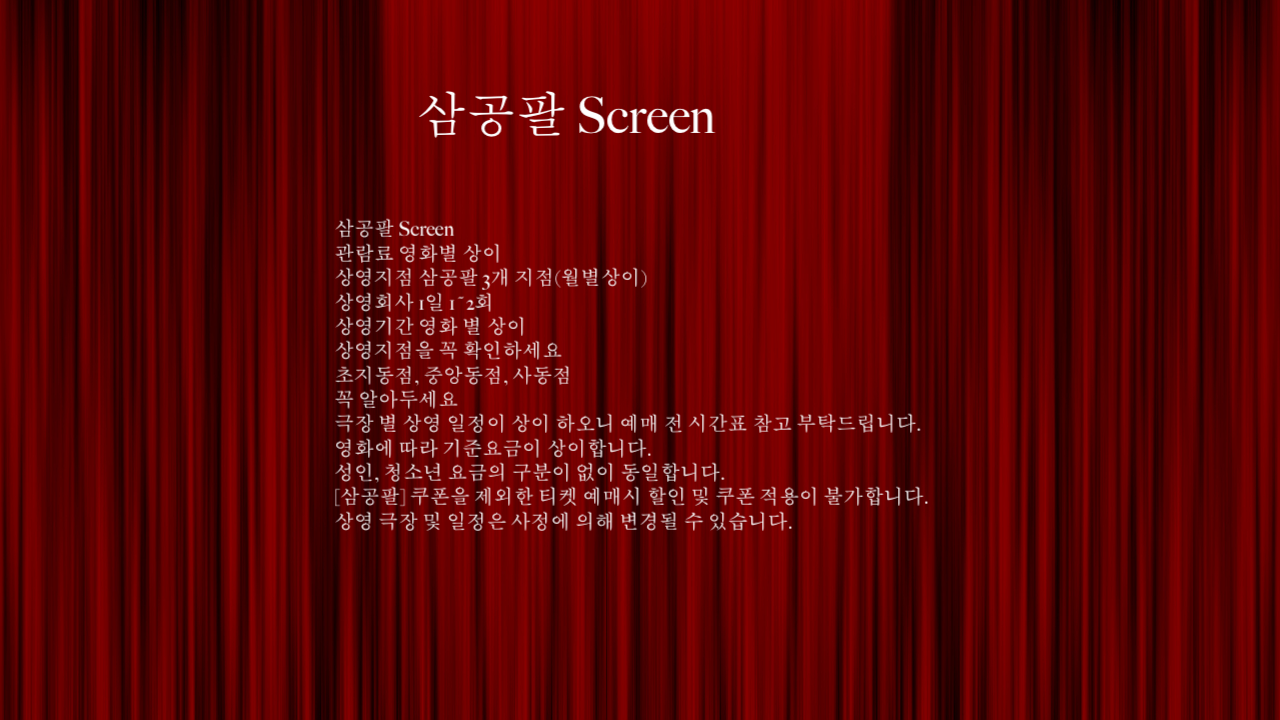 삼공팔 Screen
삼공팔 Screen
관람료 영화별 상이
상영지점 삼공팔 3개 지점(월별상이)
상영회사 1일 1~2회
상영기간 영화 별 상이
상영지점을 꼭 확인하세요
초지동점, 중앙동점, 사동점
꼭 알아두세요
극장 별 상영 일정이 상이 하오니 예매 전 시간표 참고 부탁드립니다.
영화에 따라 기준요금이 상이합니다.
성인, 청소년 요금의 구분이 없이 동일합니다.
[삼공팔] 쿠폰을 제외한 티켓 예매시 할인 및 쿠폰 적용이 불가합니다.
상영 극장 및 일정은 사정에 의해 변경될 수 있습니다.